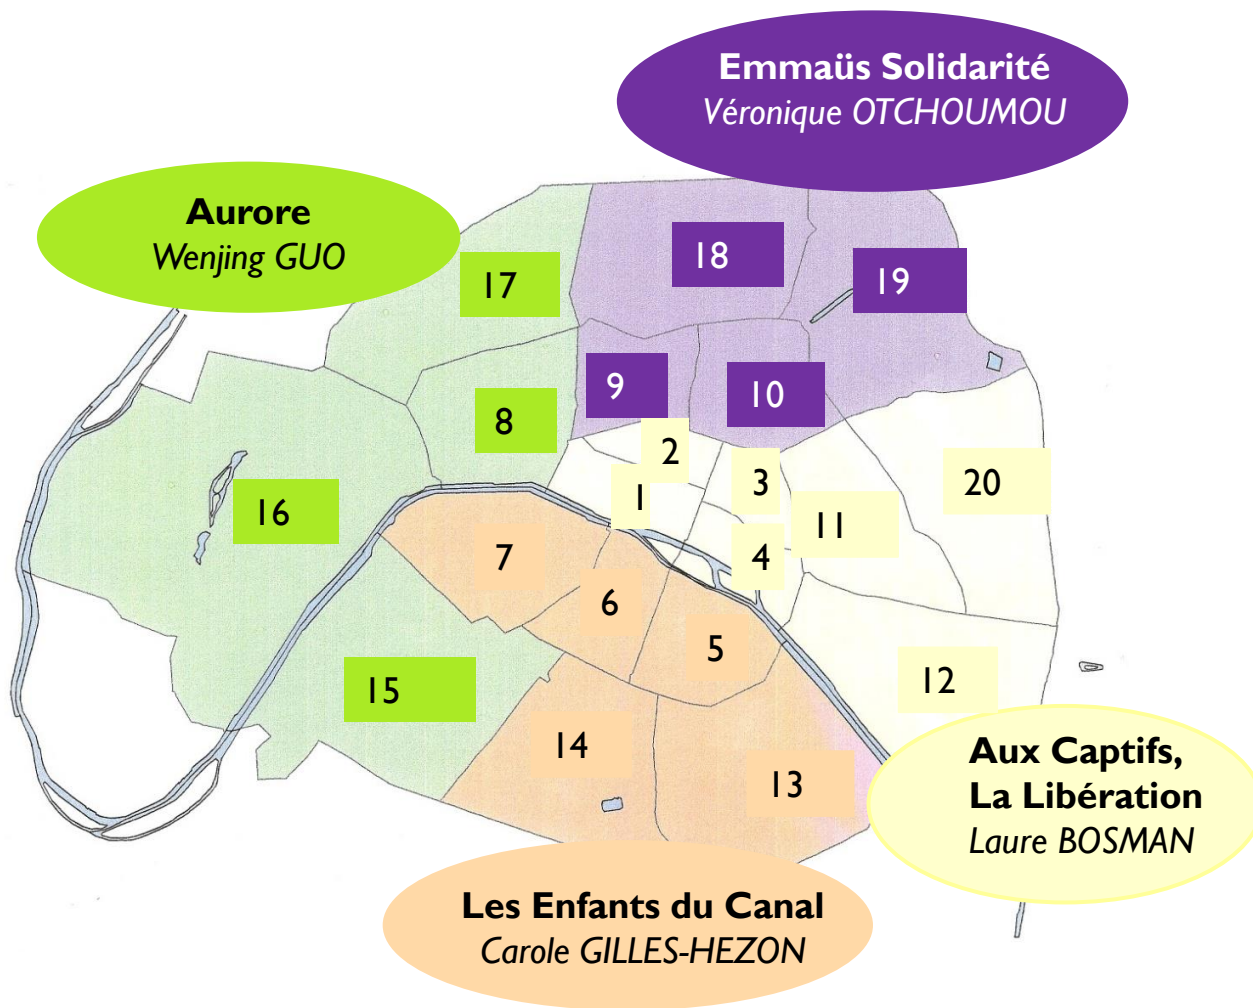 Emmaüs Solidarité
Véronique OTCHOUMOU
Aurore
Wenjing GUO
18
19
17
9
10
8
2
3
20
1
16
11
7
4
6
5
15
12
14
13
Aux Captifs,
La Libération
Laure BOSMAN
Les Enfants du Canal
Carole GILLES-HEZON